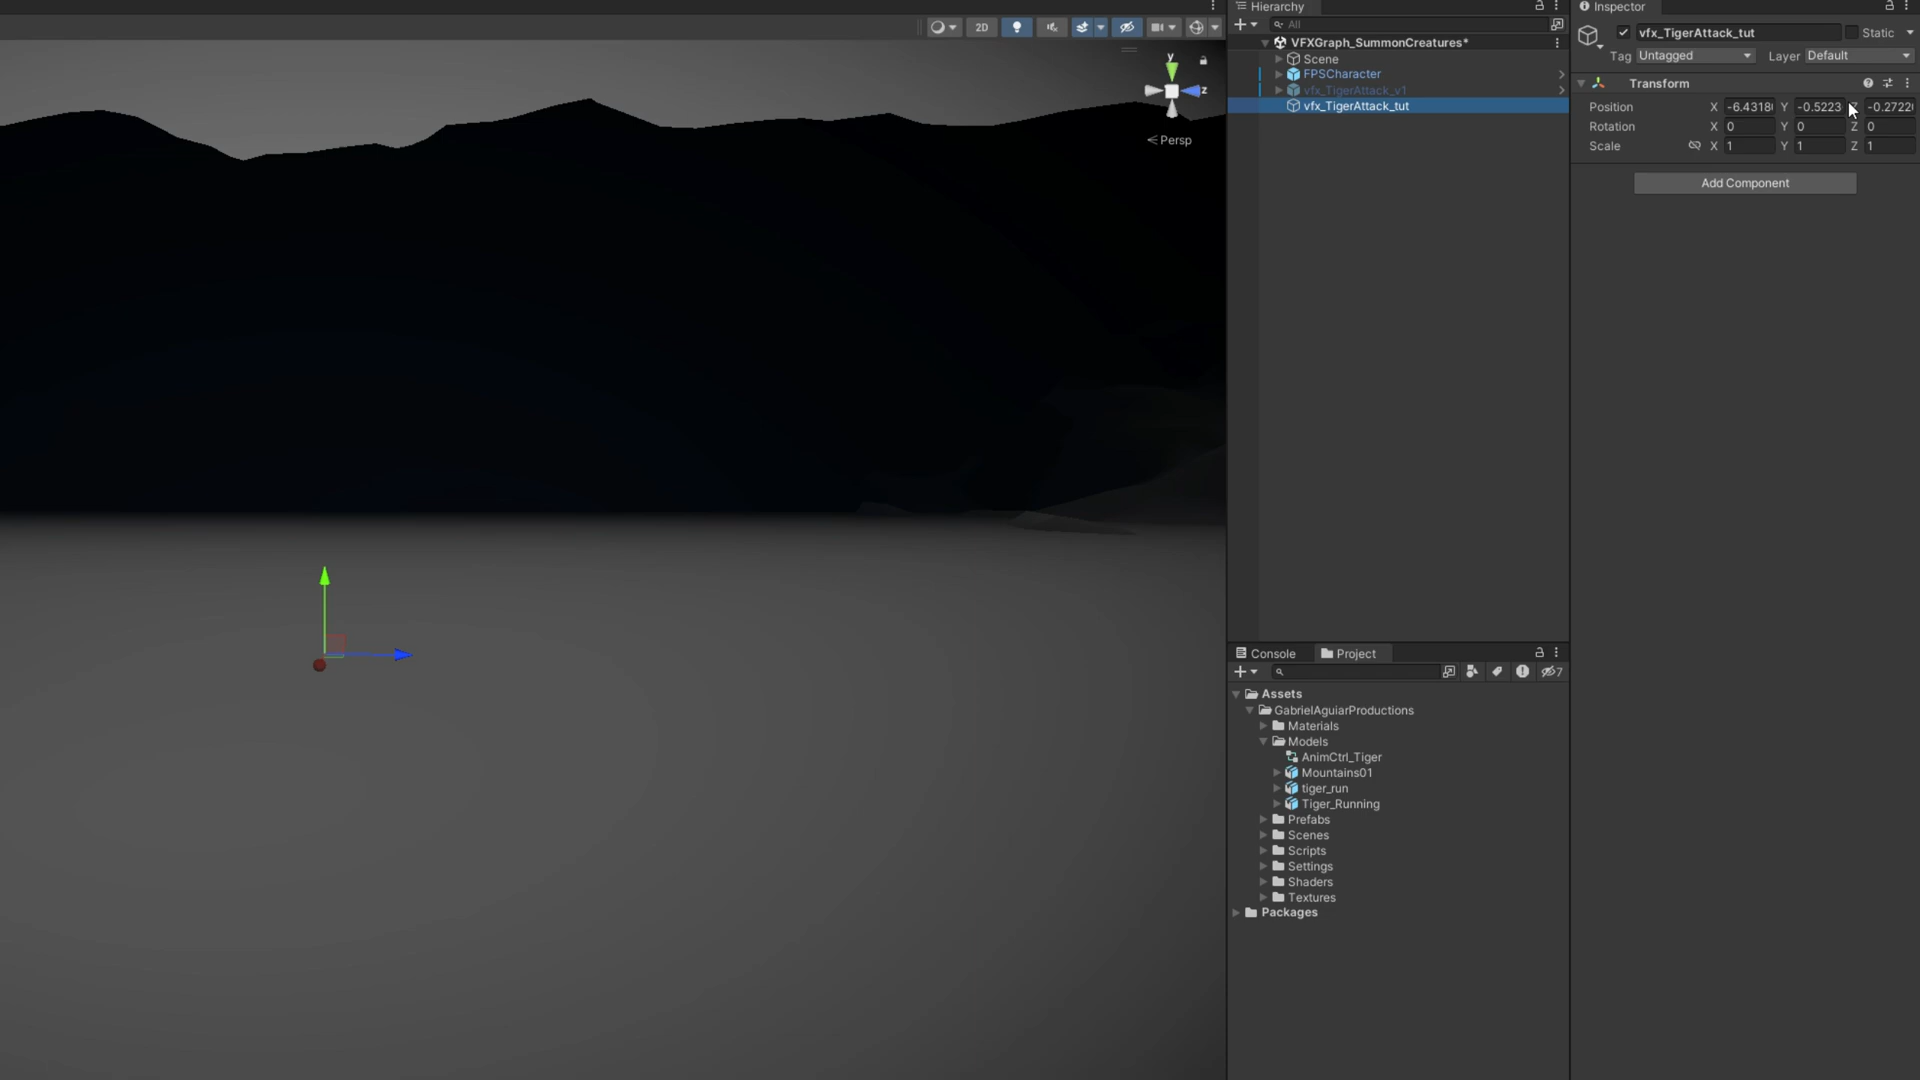 Hierarchy
Inspector
2D
All
VFXGraph_SummonCreatures*
Scene
FPSCharacter
vfx_TigerAttack_v1
vfx_TigerAttack_tut
y
z
Persp
vfx_TigerAttack_tut
Static
Tag Untagged Layer Default
Transform
Position X -6.4318 Y -0.5223 -0.2722
Rotation X 0 Y 0 Z 0
Scale X 1 Y 1 Z 1
Add Component
Console Project
7
Assets
GabrielAguiarProductions
Materials
Models
AnimCtrl_Tiger
Mountains01
tiger_run
Tiger_Running
Prefabs
Scenes
Scripts
Settings
Shaders
Textures
Packages